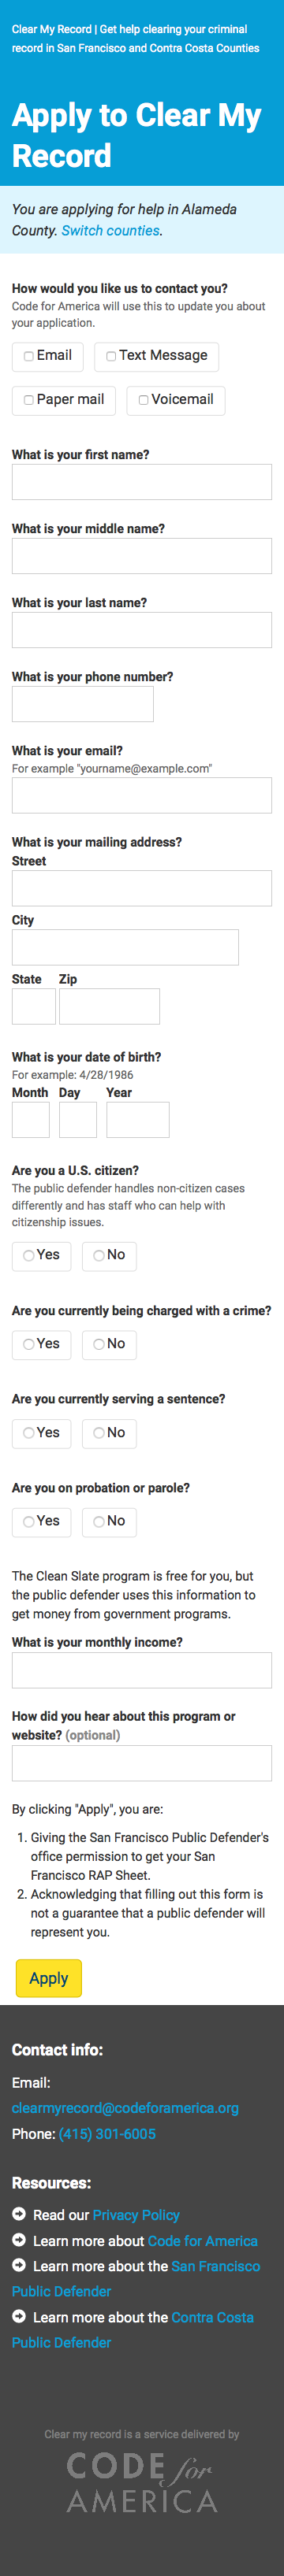 Clear My Record | Get help clearing your criminal
record in San Francisco and Contra Costa Counties
Apply to Clear My
Record
You are applying for help in Alameda
County. Switch counties.
How would you like us to contact you?
Code for America will use this to update you about
your application.
Email
Text Message
Paper mail
Voicemail
What is your first name?
What is your middle name?
What is your last name?
What is your phone number?
What is your email?
For example "yourname@example.com"
What is your mailing address?
Street
City
State Zip
What is your date of birth?
For example: 4/28/1986
Month Day Year
Are you a U.S. citizen?
The public defender handles non-citizen cases
differently and has staff who can help with
citizenship issues.
Yes No
Are you currently being charged with a crime?
Yes No
Are you currently serving a sentence?
Yes No
Are you on probation or parole?
Yes No
The Clean Slate program is free for you, but
the public defender uses this information to
get money from government programs.
What is your monthly income?
How did you hear about this program or
website? (optional)
By clicking "Apply", you are:
1. Giving the San Francisco Public Defender's
office permission to get your San
Francisco RAP Sheet.
2. Acknowledging that filling out this form is
not a guarantee that a public defender will
represent you.
Apply
Contact info:
Email:
clearmyrecord@codeforamerica.org
Phone: (415) 301-6005
Resources:
Read our Privacy Policy
Learn more about Code for America
Learn more about the San Francisco
Public Defender
Learn more about the Contra Costa
Public Defender
Clear my record is a service delivered by
CODE for
AMERICA